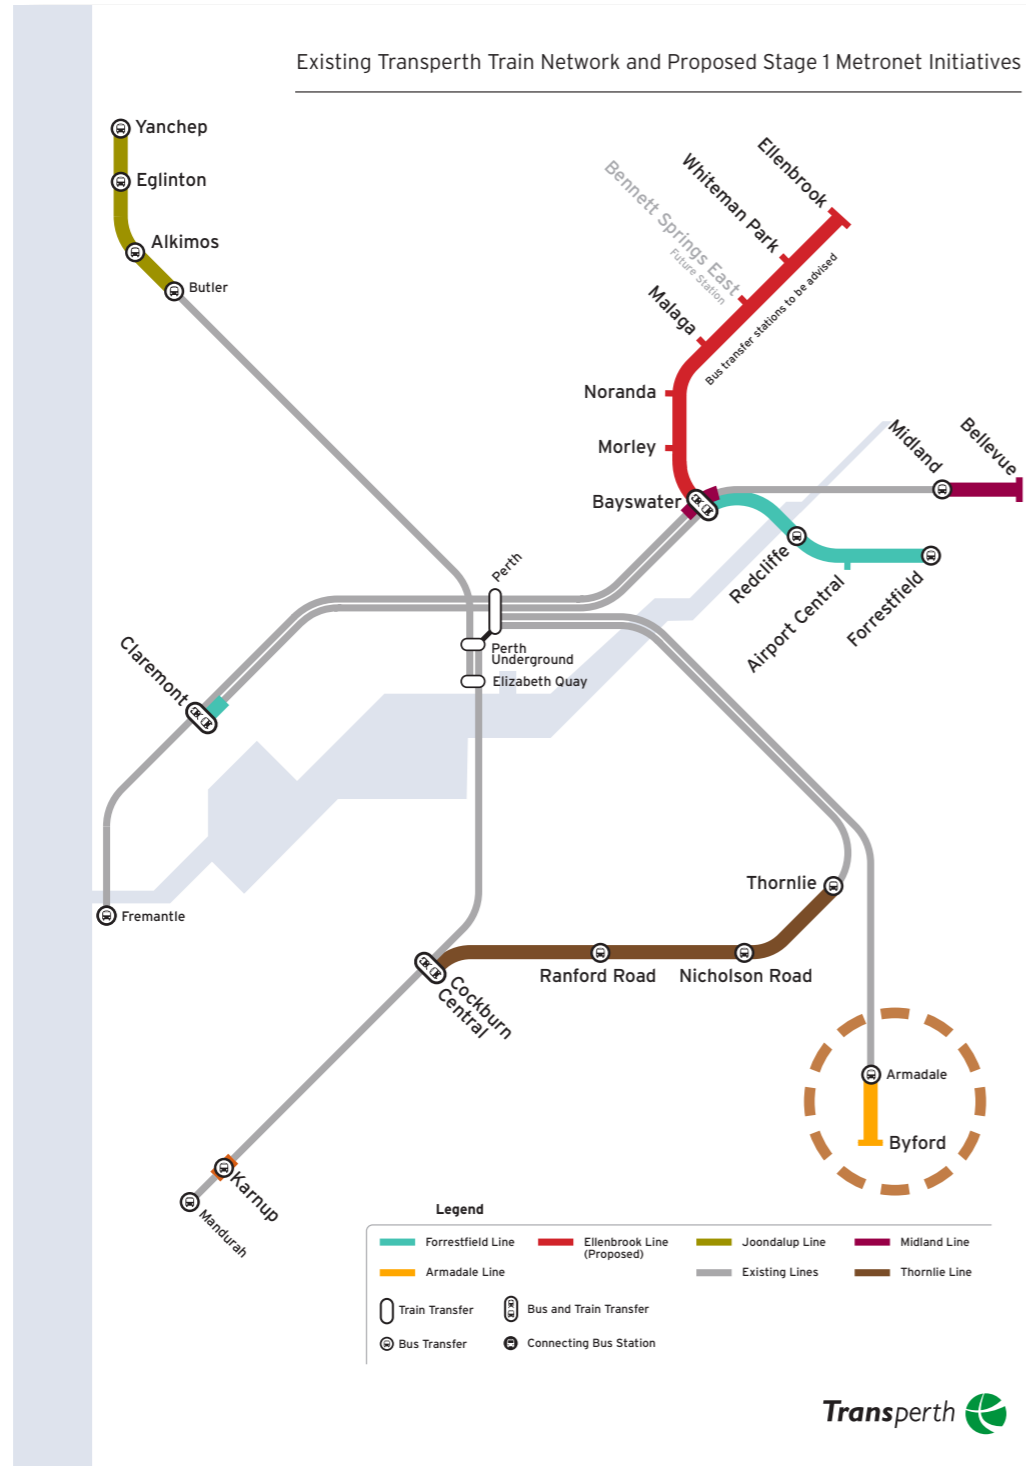 Existing Transperth Train Network and Proposed Stage 1 Metronet Initiatives
Yanchep
Eglinton
Alkimos
Butler
Ellenbrook
Whiteman Park
Bennett Springs East
Future Station
Malaga
Bus transfer stations to be advised
Noranda
Morley
Bayswater
Midland
Bellevue
Redcliffe
Airport Central
Forrestfield
Perth
Perth
Underground
Elizabeth Quay
Claremont
Fremantle
Thornlie
Ranford Road
Nicholson Road
Cockburn
Central
Armadale
Byford
Karnup
Mandurah
Legend
Forrestfield Line
Ellenbrook Line
(Proposed)
Joondalup Line
Midland Line
Armadale Line
Existing Lines
Thornlie Line
Train Transfer
Bus and Train Transfer
Bus Transfer
Connecting Bus Station
Transperth